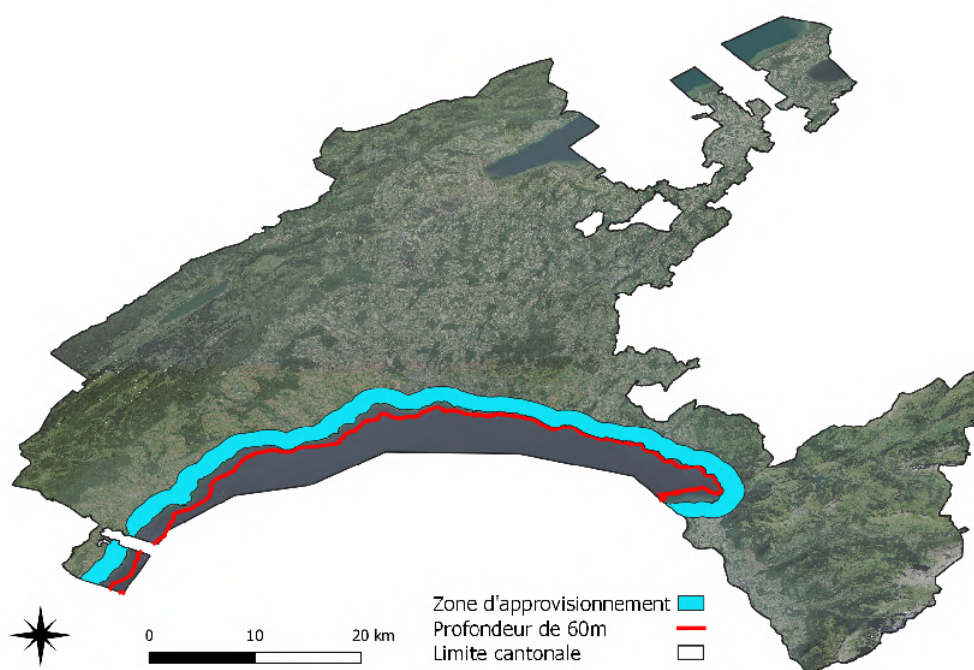 Zone d'approvisionnement
Profondeur de 60m
Limite cantonale
0 10 20 km